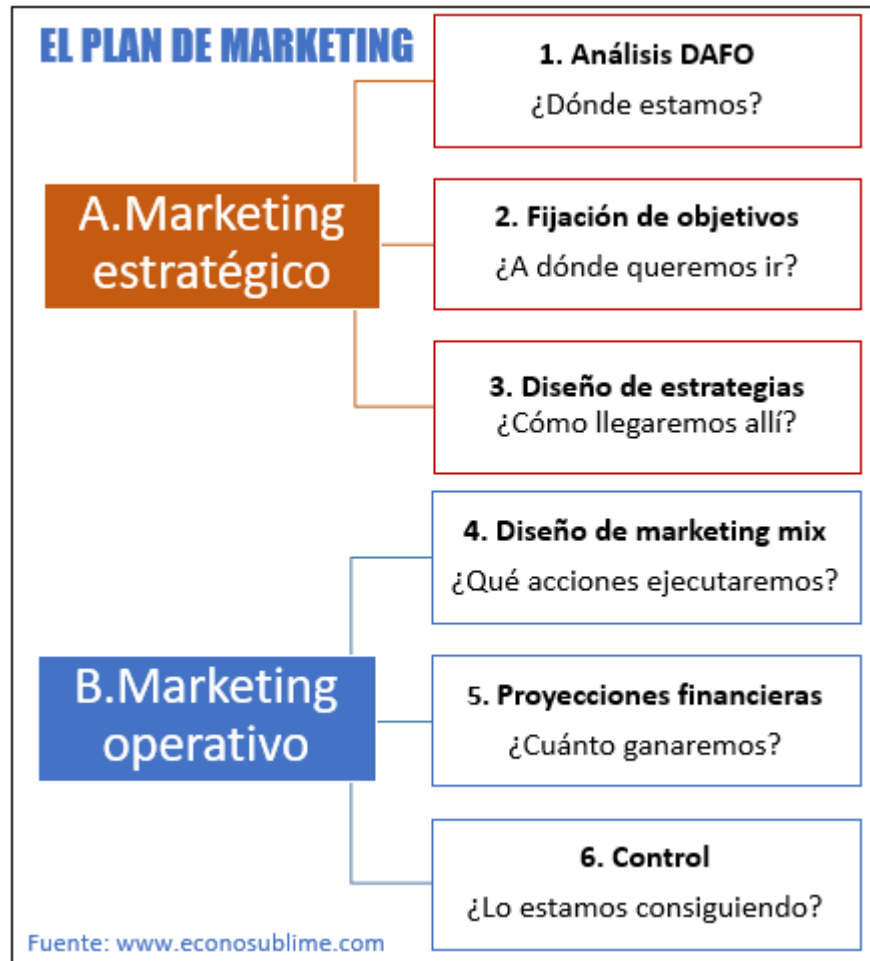 EL PLAN DE MARKETING
A.Marketing
estratégico
1. Análisis DAFO
¿Dónde estamos?
2. Fijación de objetivos
¿A dónde queremos ir?
3. Diseño de estrategias
¿Cómo llegaremos allí?
B.Marketing
operativo
4. Diseño de marketing mix
¿Qué acciones ejecutaremos?
5. Proyecciones financieras
¿Cuánto ganaremos?
6. Control
¿Lo estamos consiguiendo?
Fuente: www.econosublime.com